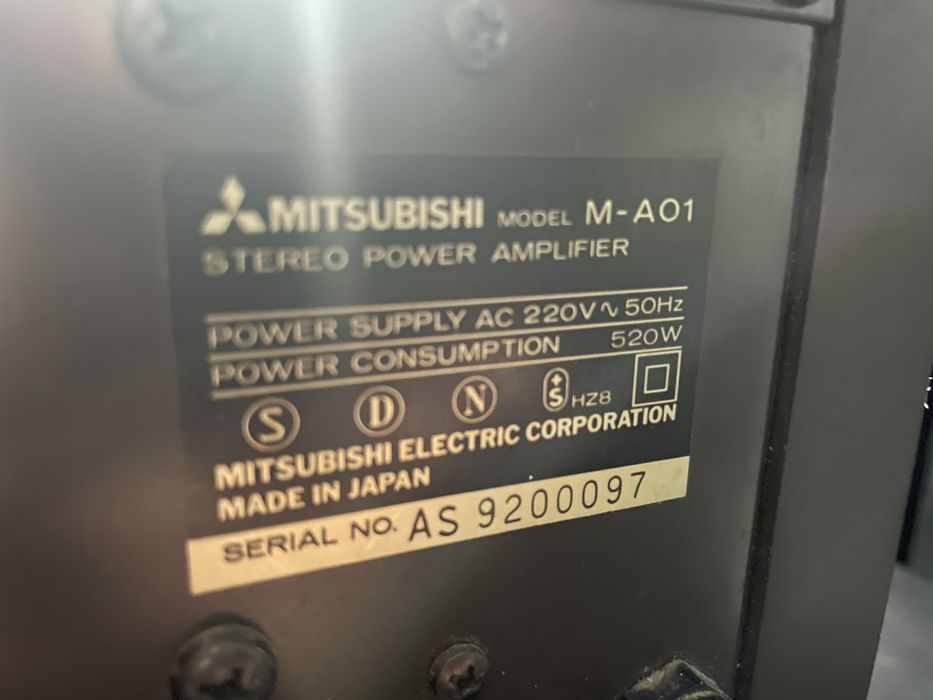 MITSUBISHI MODEL M-A01
STEREO POWER AMPLIFIER
POWER SUPPLY AC 220V∿ 50Hz
POWER CONSUMPTION 520W
S D N +S HZ8
MITSUBISHI ELECTRIC CORPORATION
MADE IN JAPAN
SERIAL NO. AS 9200097